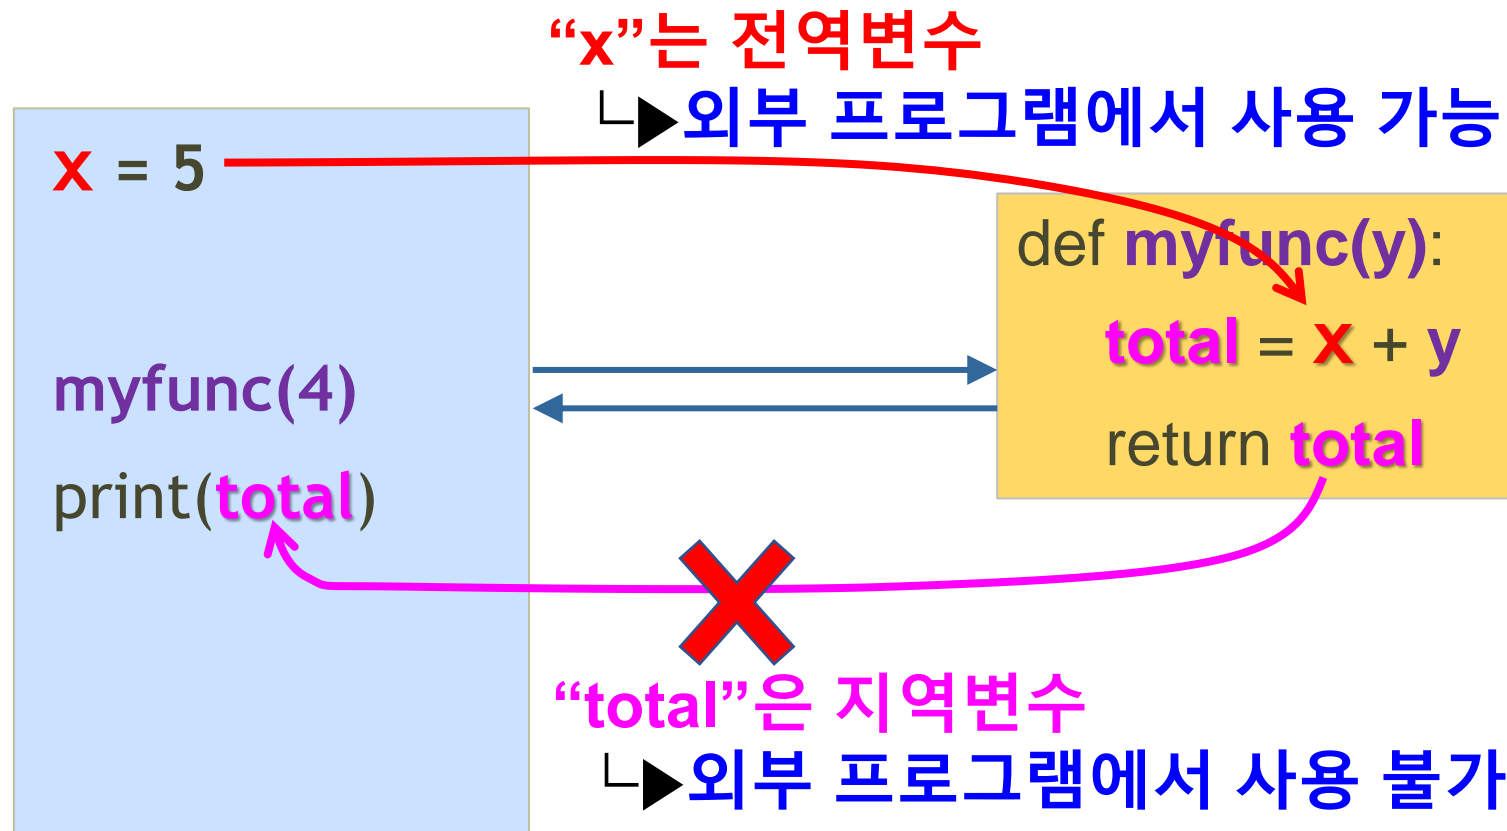 “x”는 전역변수
외부 프로그램에서 사용 가능
x = 5
def myfunc(y):
total = x + y
return total
myfunc(4)
print(total)
“total”은 지역변수
외부 프로그램에서 사용 불가